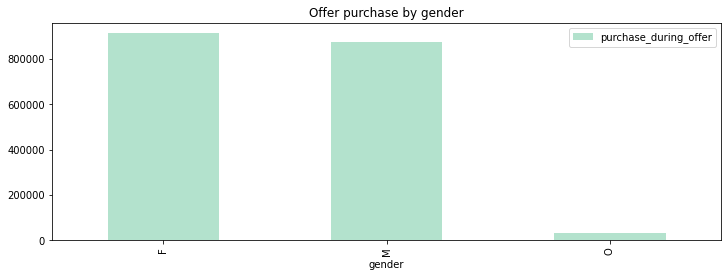 Offer purchase by gender
purchase_during_offer
800000
600000
400000
200000
0
F
M
O
gender